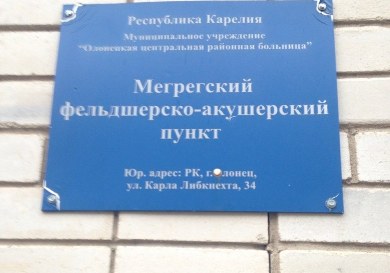 Республика Карелия
Муниципальное учреждение
"Олонецкая центральная районная больница"
Мегрегский
фельдшерско-акушерский
пункт
Юр. адрес: РК, г. Олонец,
ул. Карла Либкнехта, 34